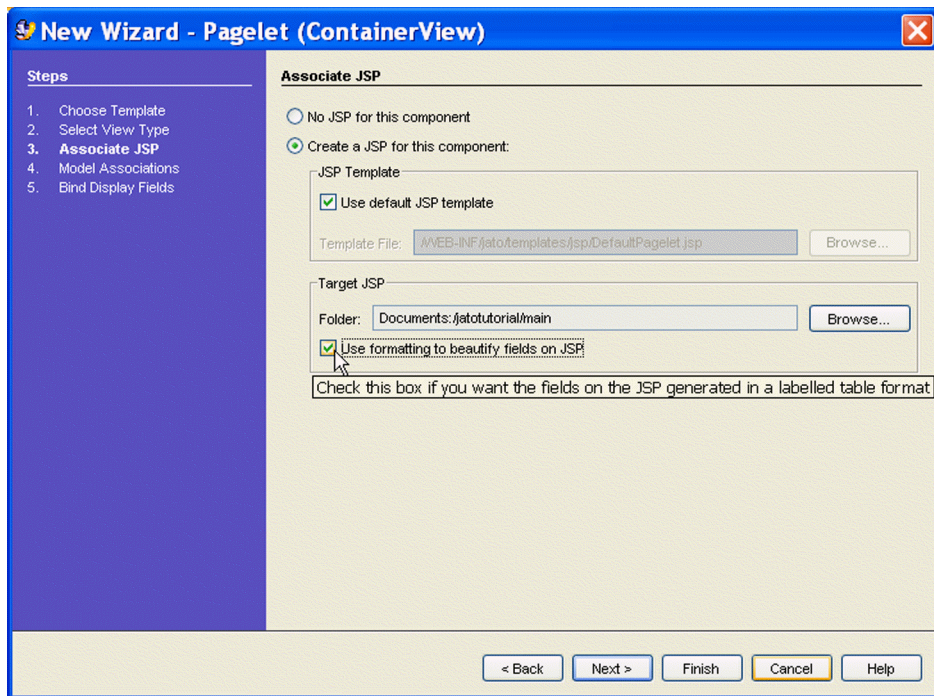 New Wizard - Pagelet (ContainerView)
Steps
1. Choose Template
2. Select View Type
3. Associate JSP
4. Model Associations
5. Bind Display Fields
Associate JSP
No JSP for this component
Create a JSP for this component:
JSP Template
Use default JSP template
Template File: /WEB-INF/jato/templates/jsp/DefaultPagelet.jsp Browse...
Target JSP
Folder: Documents:/jatotutorial/main Browse...
Use formatting to beautify fields on JSP
Check this box if you want the fields on the JSP generated in a labelled table format
< Back Next > Finish Cancel Help